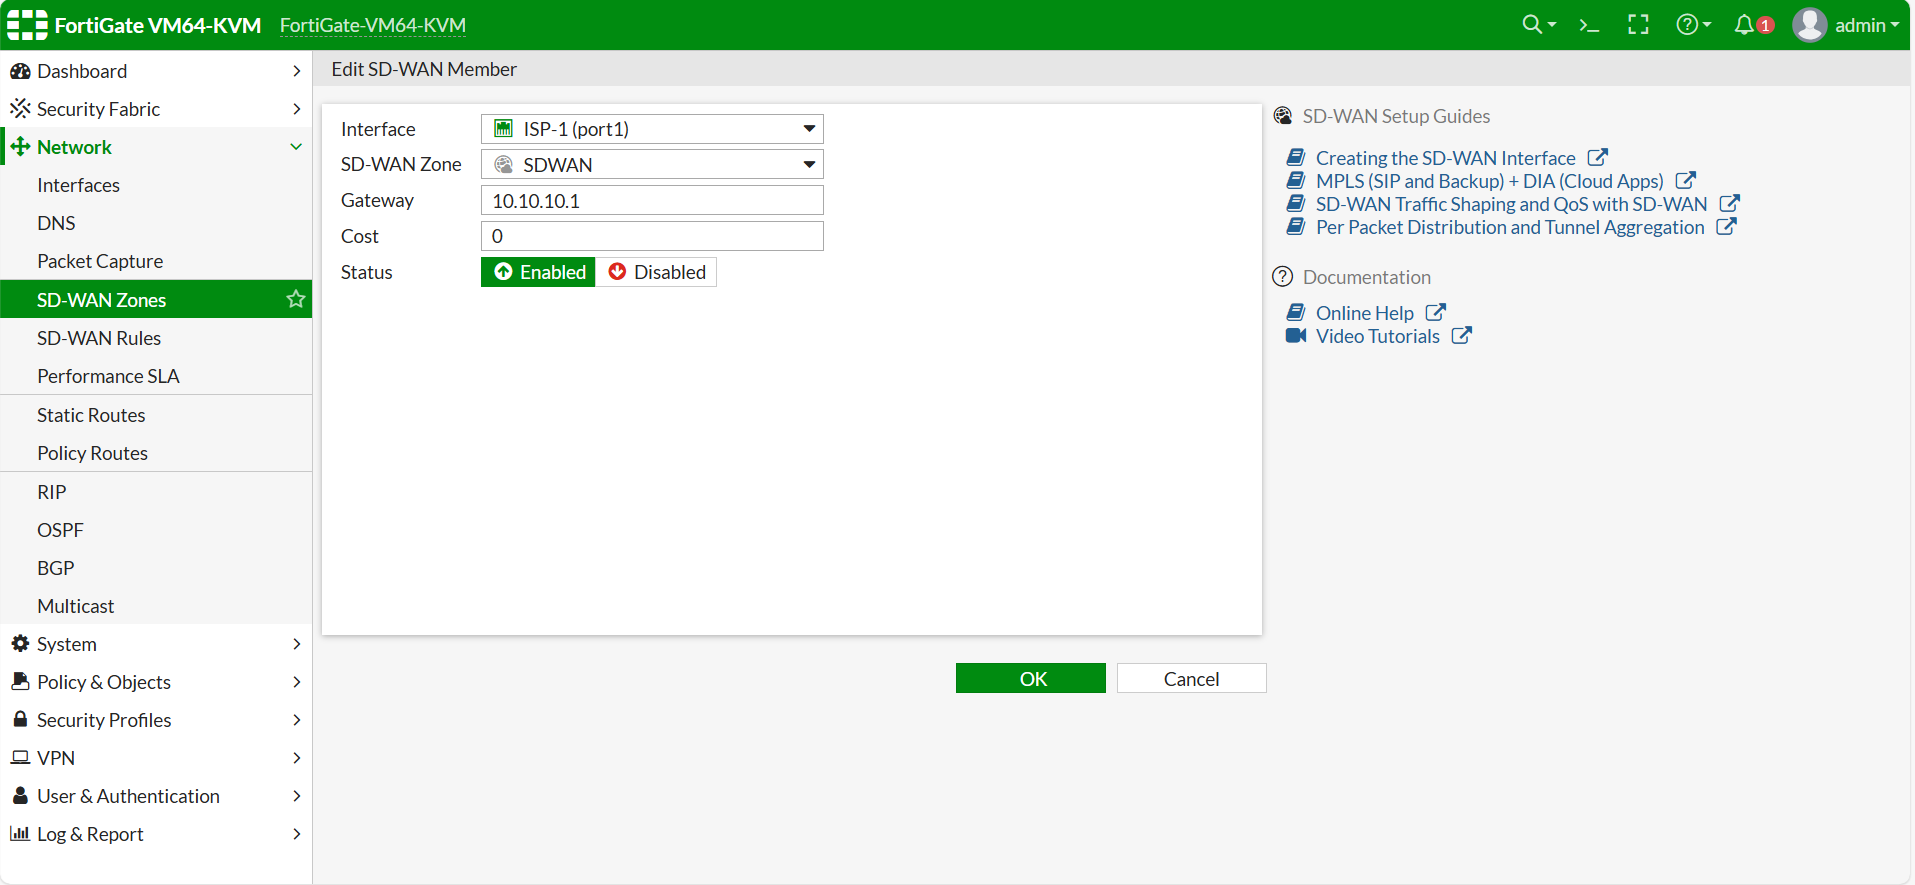 FortiGate VM64-KVM FortiGate-VM64-KVM 1 admin
Dashboard
Security Fabric
Network
Interfaces
DNS
Packet Capture
SD-WAN Zones
SD-WAN Rules
Performance SLA
Static Routes
Policy Routes
RIP
OSPF
BGP
Multicast
System
Policy & Objects
Security Profiles
VPN
User & Authentication
Log & Report
Edit SD-WAN Member
Interface ISP-1 (port1)
SD-WAN Zone SDWAN
Gateway 10.10.10.1
Cost 0
Status Enabled Disabled
OK Cancel
SD-WAN Setup Guides
Creating the SD-WAN Interface
MPLS (SIP and Backup) + DIA (Cloud Apps)
SD-WAN Traffic Shaping and QoS with SD-WAN
Per Packet Distribution and Tunnel Aggregation
Documentation
Online Help
Video Tutorials